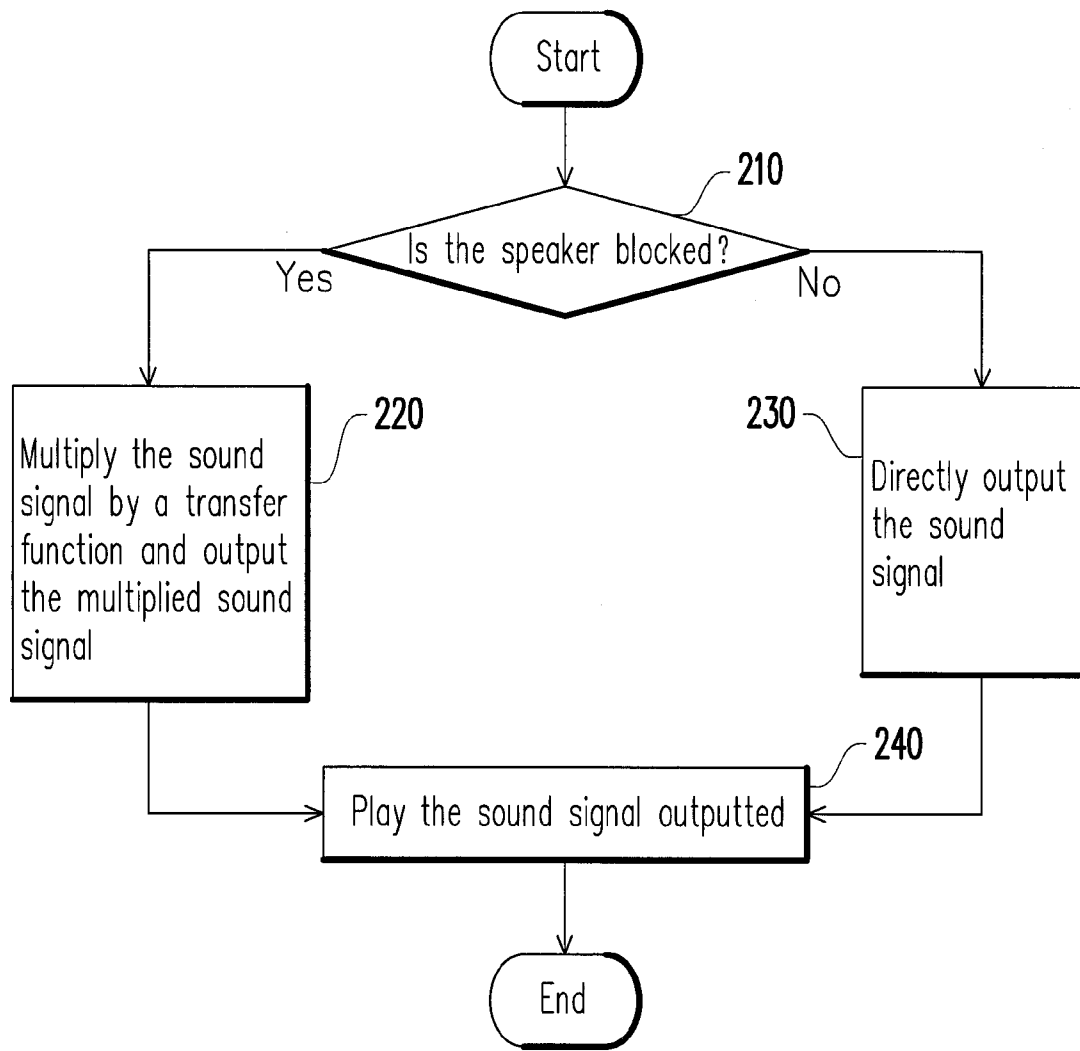 Start
210
Is the speaker blocked?
Yes
No
220
230
Multiply the sound
signal by a transfer
function and output
the multiplied sound
signal
Directly output
the sound
signal
240
Play the sound signal outputted
End